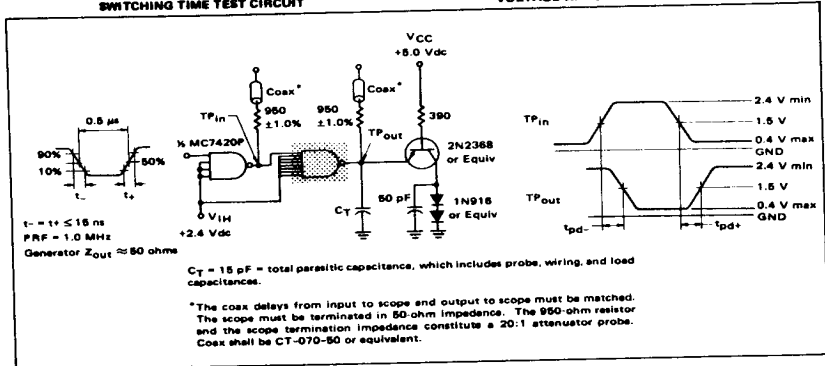 SWITCHING TIME TEST CIRCUIT
VCC
+5.0 Vdc
Coax*
Coax*
950
±1.0%
950
±1.0%
390
TPin
TPout
2N2368
or Equiv
½ MC7420P
0.5 µs
90%
10%
50%
t-
t+
VIH
+2.4 Vdc
CT
50 pF
1N916
or Equiv
t- = t+ ≤ 15 ns
PRF = 1.0 MHz
Generator Zout ≈ 50 ohms
TPin
2.4 V min
1.5 V
0.4 V max
GND
TPout
2.4 V min
1.5 V
0.4 V max
GND
tpd-
tpd+
CT = 15 pF = total parasitic capacitance, which includes probe, wiring, and load
capacitances.
*The coax delays from input to scope and output to scope must be matched.
The scope must be terminated in 50-ohm impedance. The 950-ohm resistor
and the scope termination impedance constitute a 20:1 attenuator probe.
Coax shall be CT-070-50 or equivalent.